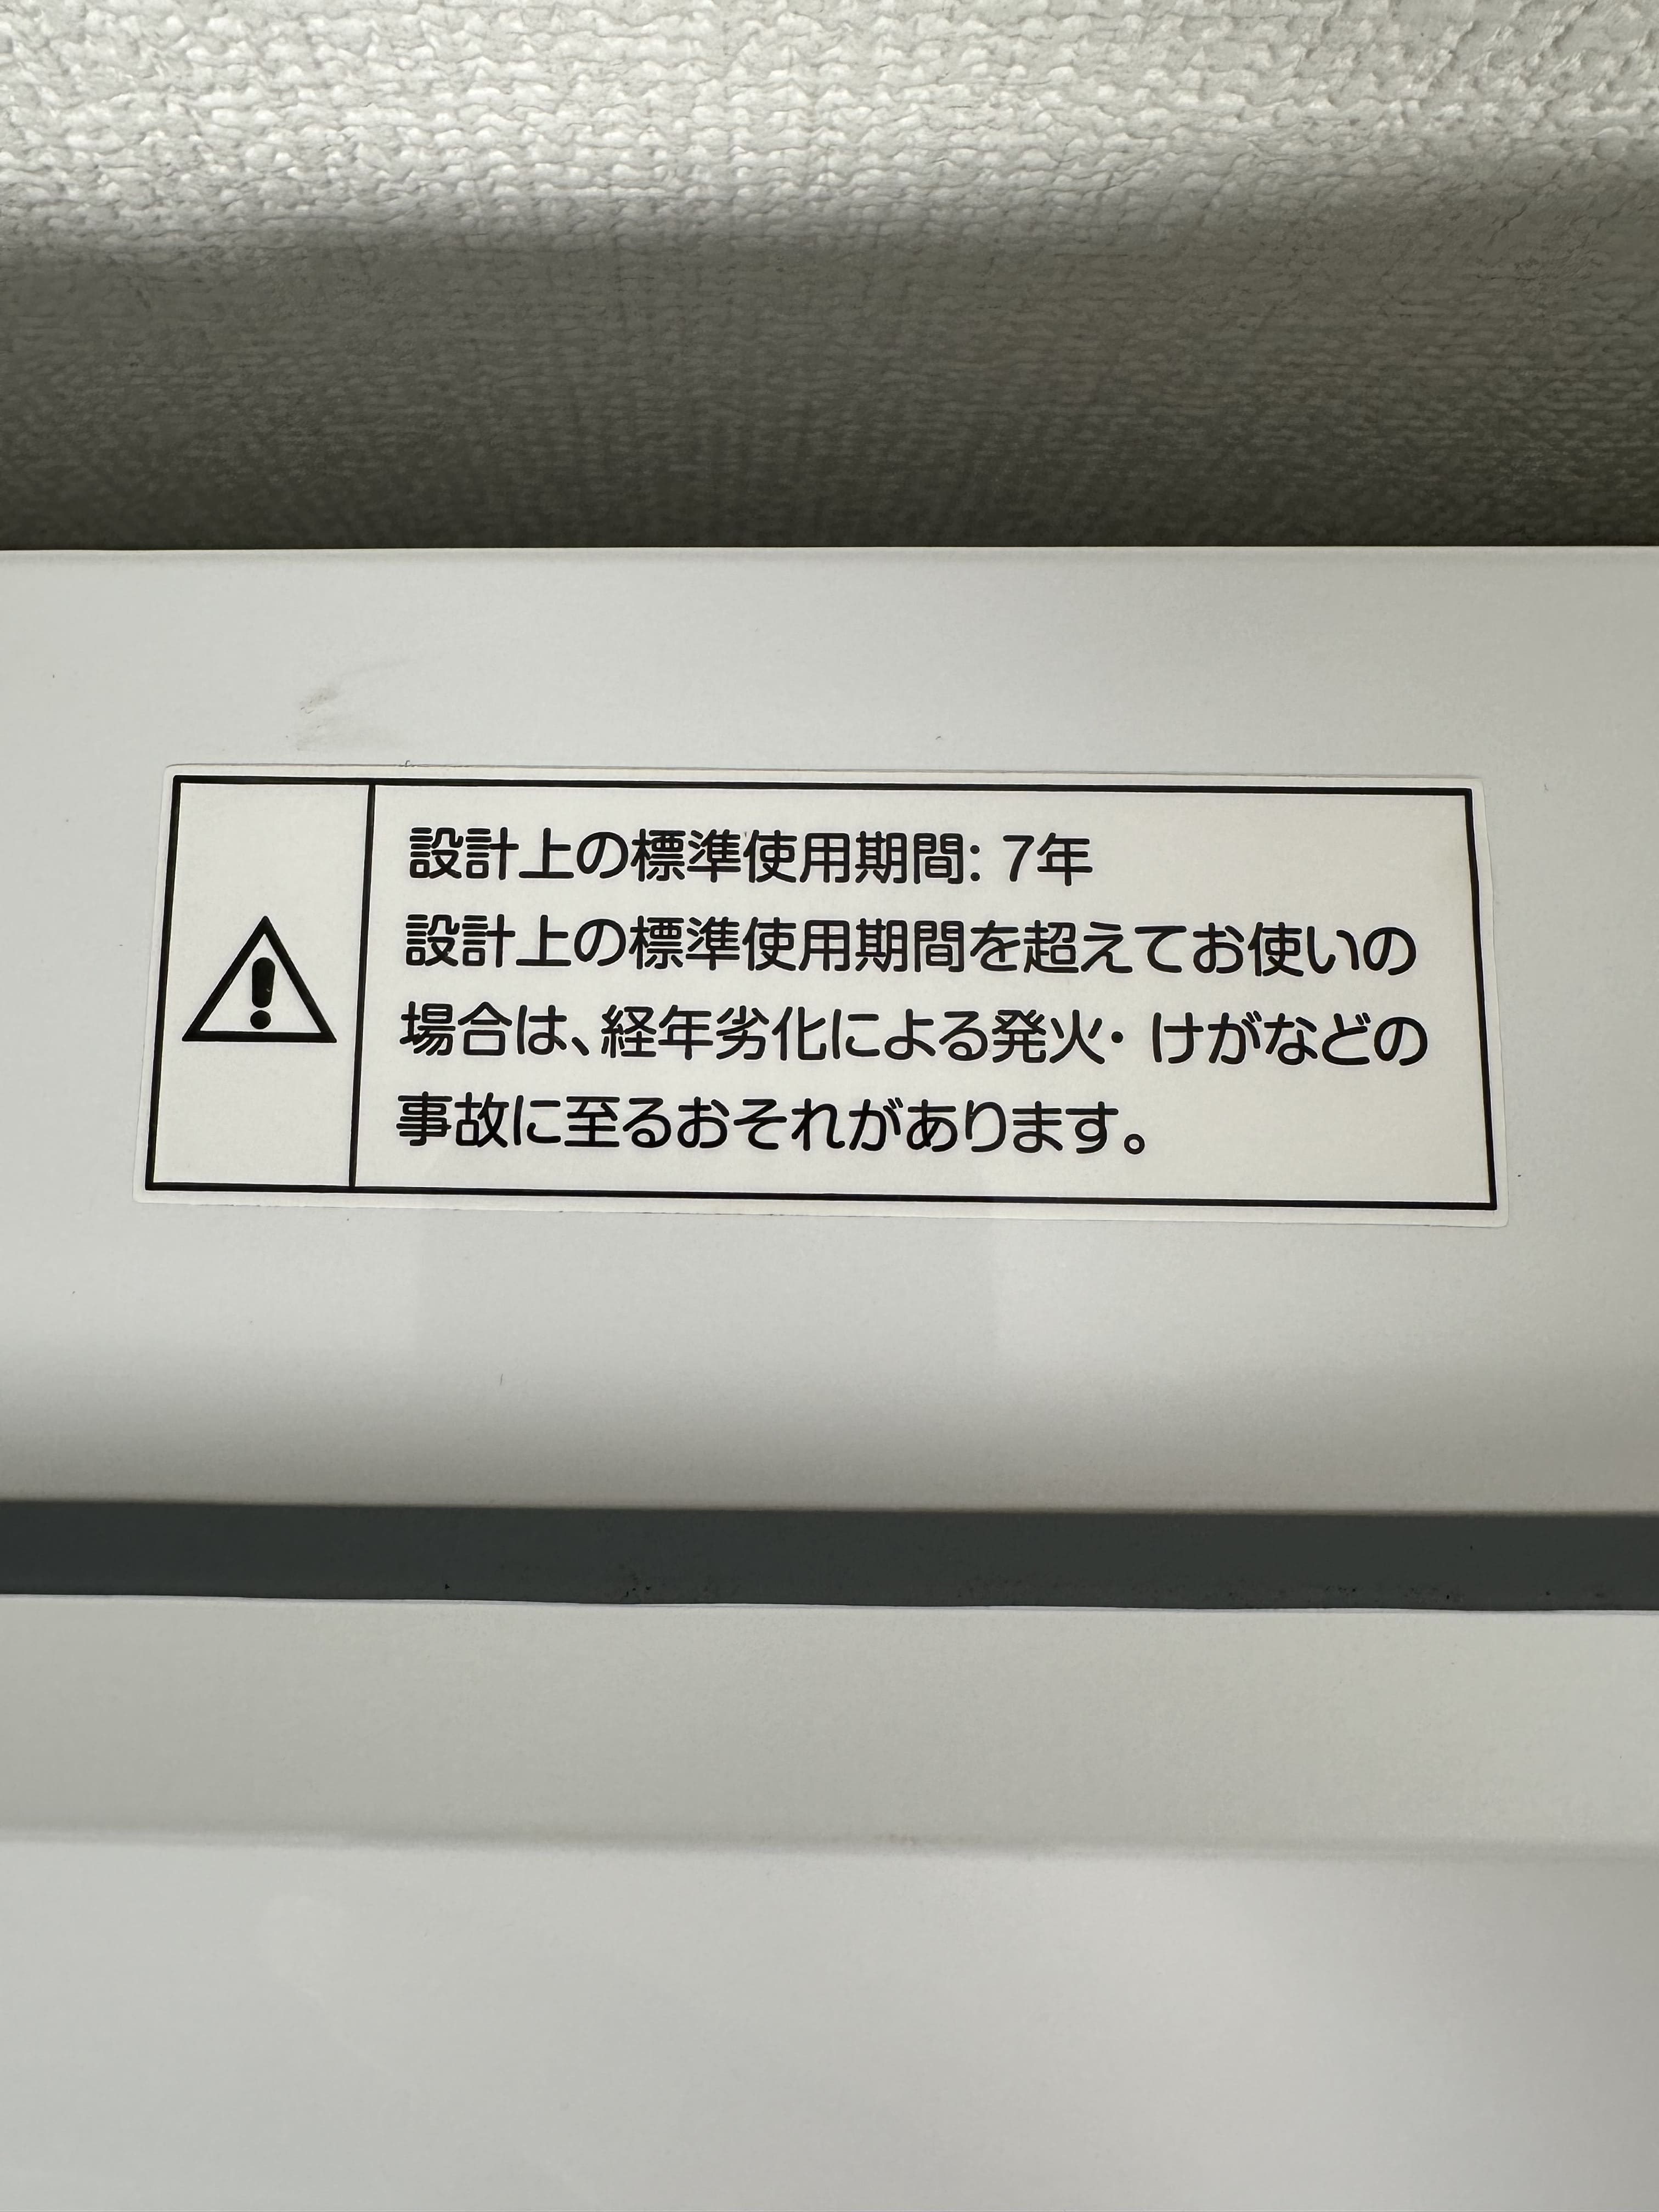 設計上の標準使用期間: 7年
設計上の標準使用期間を超えてお使いの
場合は、経年劣化による発火・けがなどの
事故に至るおそれがあります。